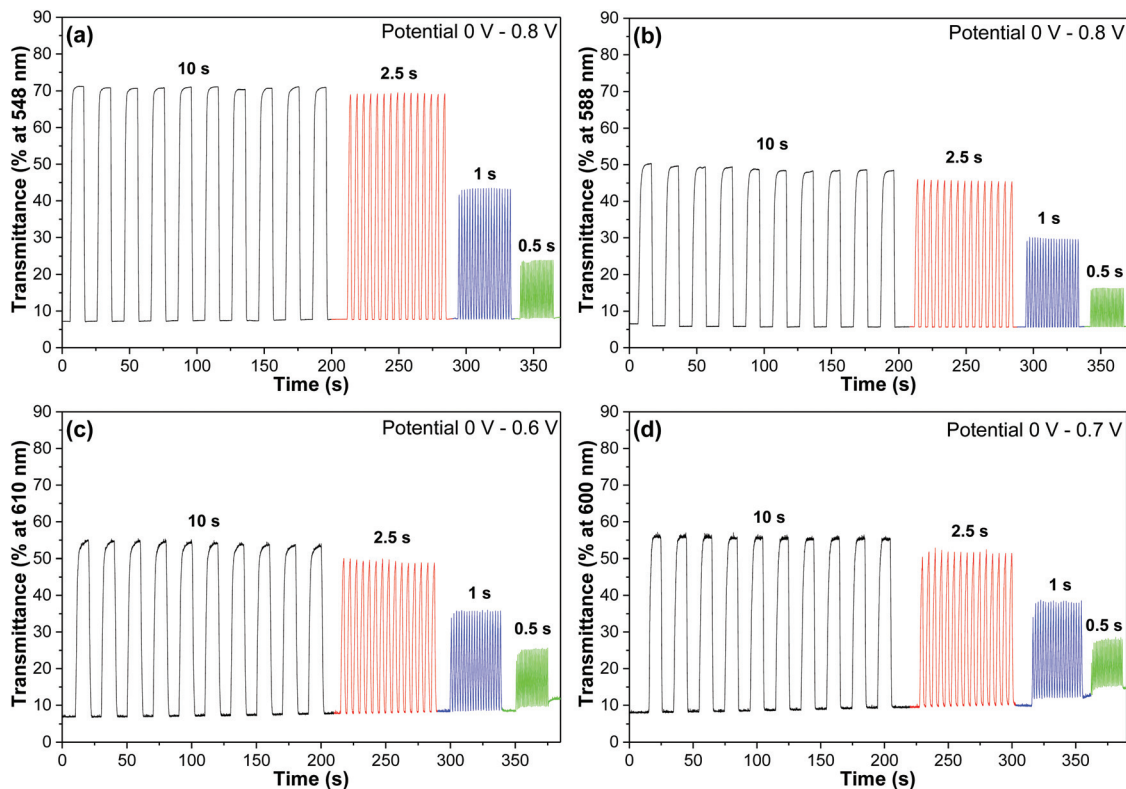 (a)
Potential 0 V - 0.8 V
10 s
2.5 s
1 s
0.5 s
Transmittance (% at 548 nm)
90
80
70
60
50
40
30
20
10
0
0 50 100 150 200 250 300 350
Time (s)
(b)
Potential 0 V - 0.8 V
10 s
2.5 s
1 s
0.5 s
Transmittance (% at 588 nm)
90
80
70
60
50
40
30
20
10
0
0 50 100 150 200 250 300 350
Time (s)
(c)
Potential 0 V - 0.6 V
10 s
2.5 s
1 s
0.5 s
Transmittance (% at 610 nm)
90
80
70
60
50
40
30
20
10
0
0 50 100 150 200 250 300 350
Time (s)
(d)
Potential 0 V - 0.7 V
10 s
2.5 s
1 s
0.5 s
Transmittance (% at 600 nm)
90
80
70
60
50
40
30
20
10
0
0 50 100 150 200 250 300 350
Time (s)